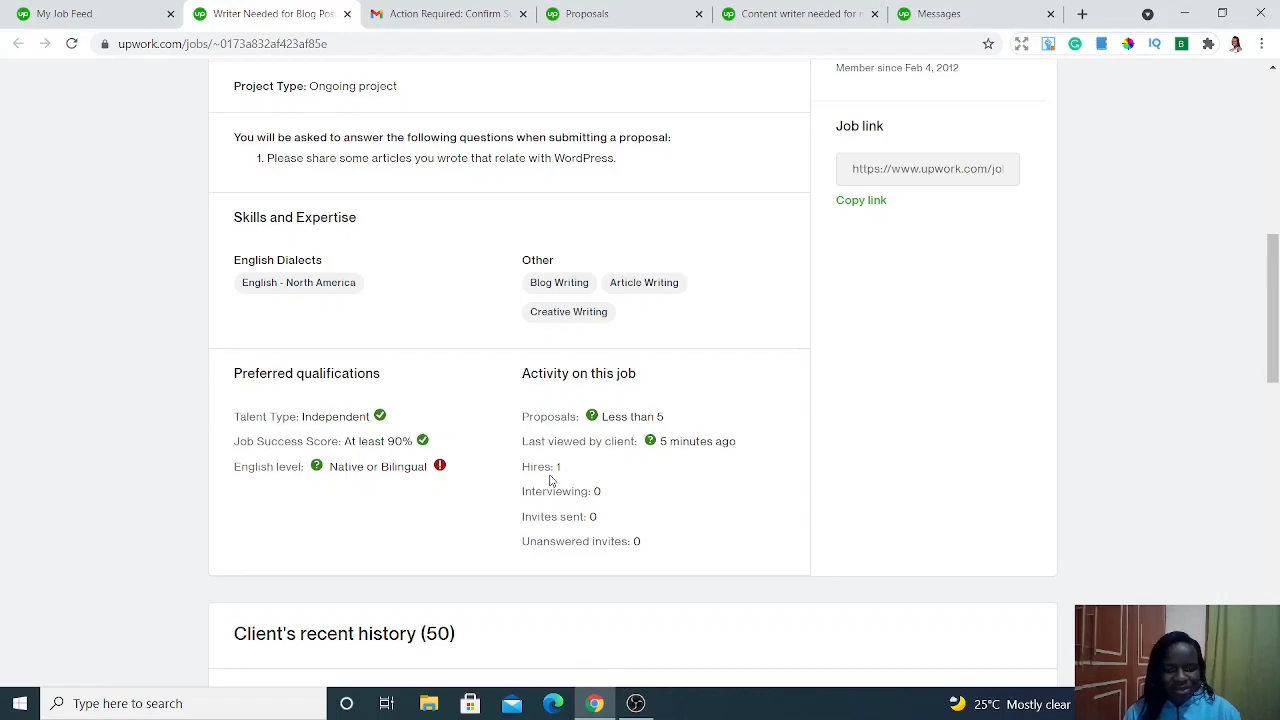 My Job Feed
Writer Needed for Blog Pos
Action Required: Confirm S
Proposals
Content writer needed for
Messages
upwork.com/jobs/~0173a832af423af85c
Member since Feb 4, 2012
Project Type: Ongoing project
Job link
You will be asked to answer the following questions when submitting a proposal:
1. Please share some articles you wrote that relate with WordPress.
https://www.upwork.com/jo
Copy link
Skills and Expertise
English Dialects
Other
English - North America
Blog Writing
Article Writing
Creative Writing
Preferred qualifications
Activity on this job
Talent Type: Independent
Proposals: Less than 5
Job Success Score: At least 90%
Last viewed by client: 5 minutes ago
English level: Native or Bilingual
Hires: 1
Interviewing: 0
Invites sent: 0
Unanswered invites: 0
Client's recent history (50)
Type here to search
25°C Mostly clear